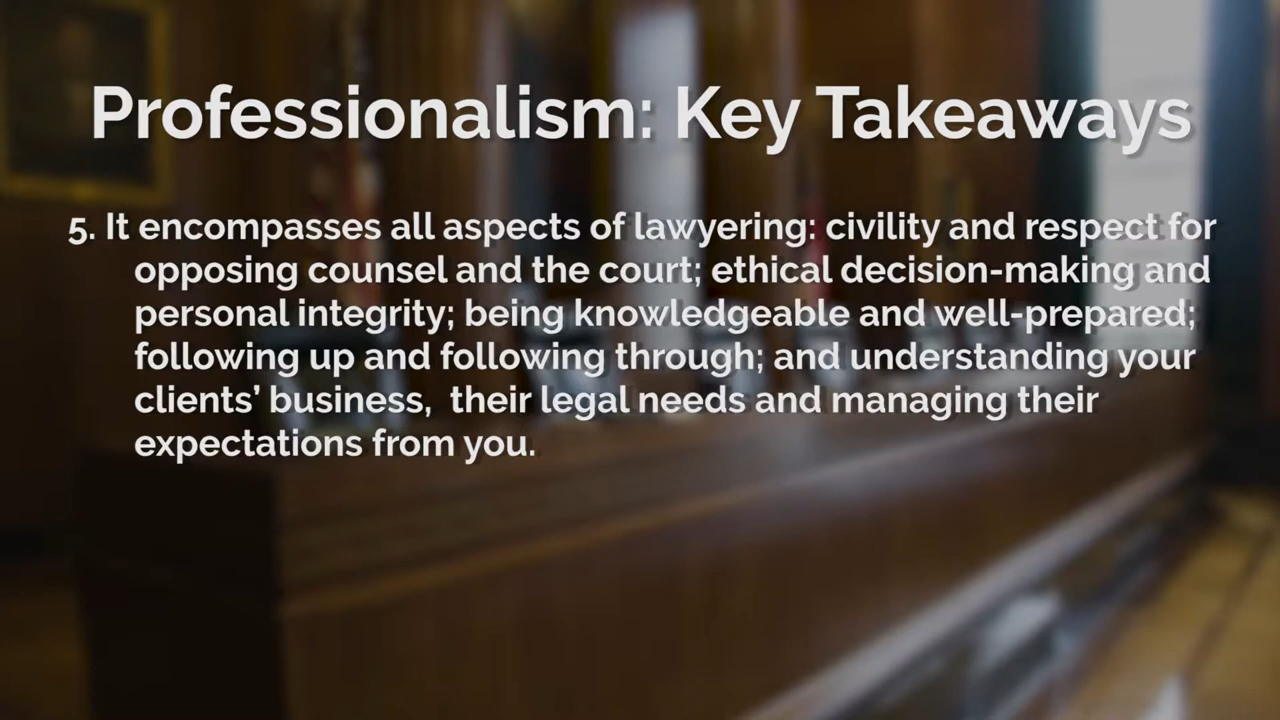 Professionalism: Key Takeaways
5. It encompasses all aspects of lawyering: civility and respect for
opposing counsel and the court; ethical decision-making and
personal integrity; being knowledgeable and well-prepared;
following up and following through; and understanding your
clients’ business,  their legal needs and managing their
expectations from you.